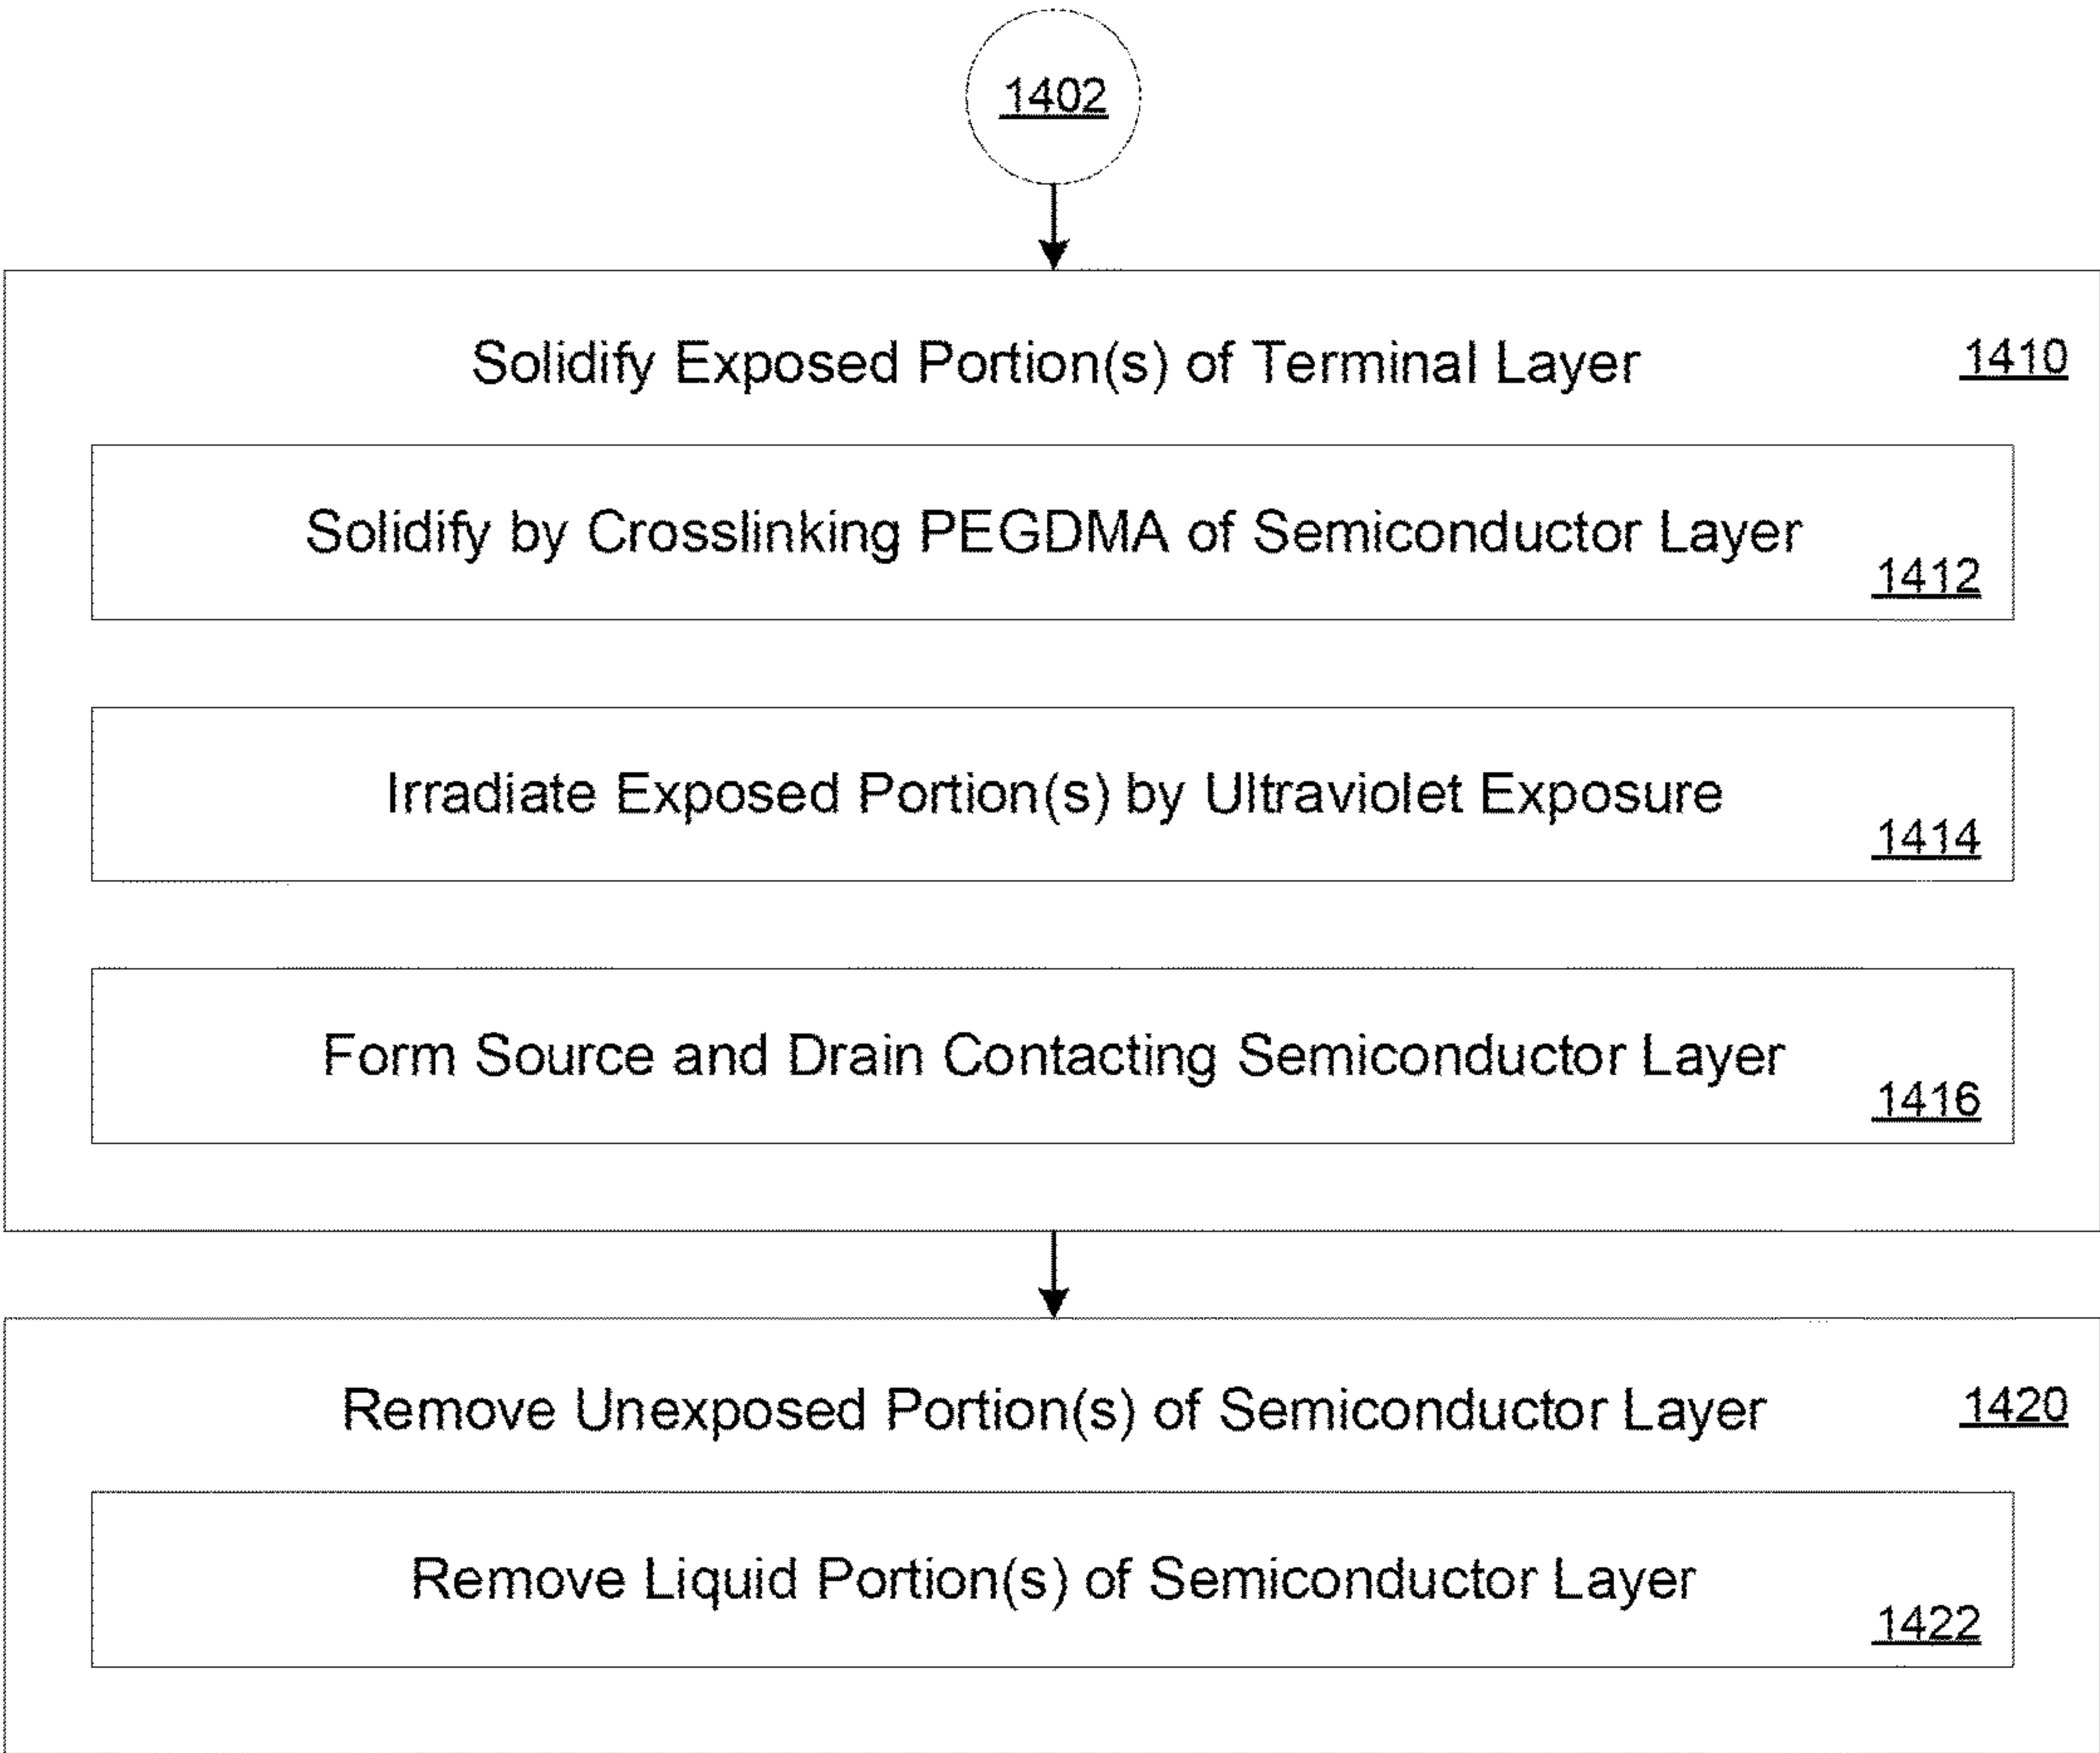 1402
Solidify Exposed Portion(s) of Terminal Layer 1410
Solidify by Crosslinking PEGDMA of Semiconductor Layer
1412
Irradiate Exposed Portion(s) by Ultraviolet Exposure
1414
Form Source and Drain Contacting Semiconductor Layer
1416
Remove Unexposed Portion(s) of Semiconductor Layer 1420
Remove Liquid Portion(s) of Semiconductor Layer
1422